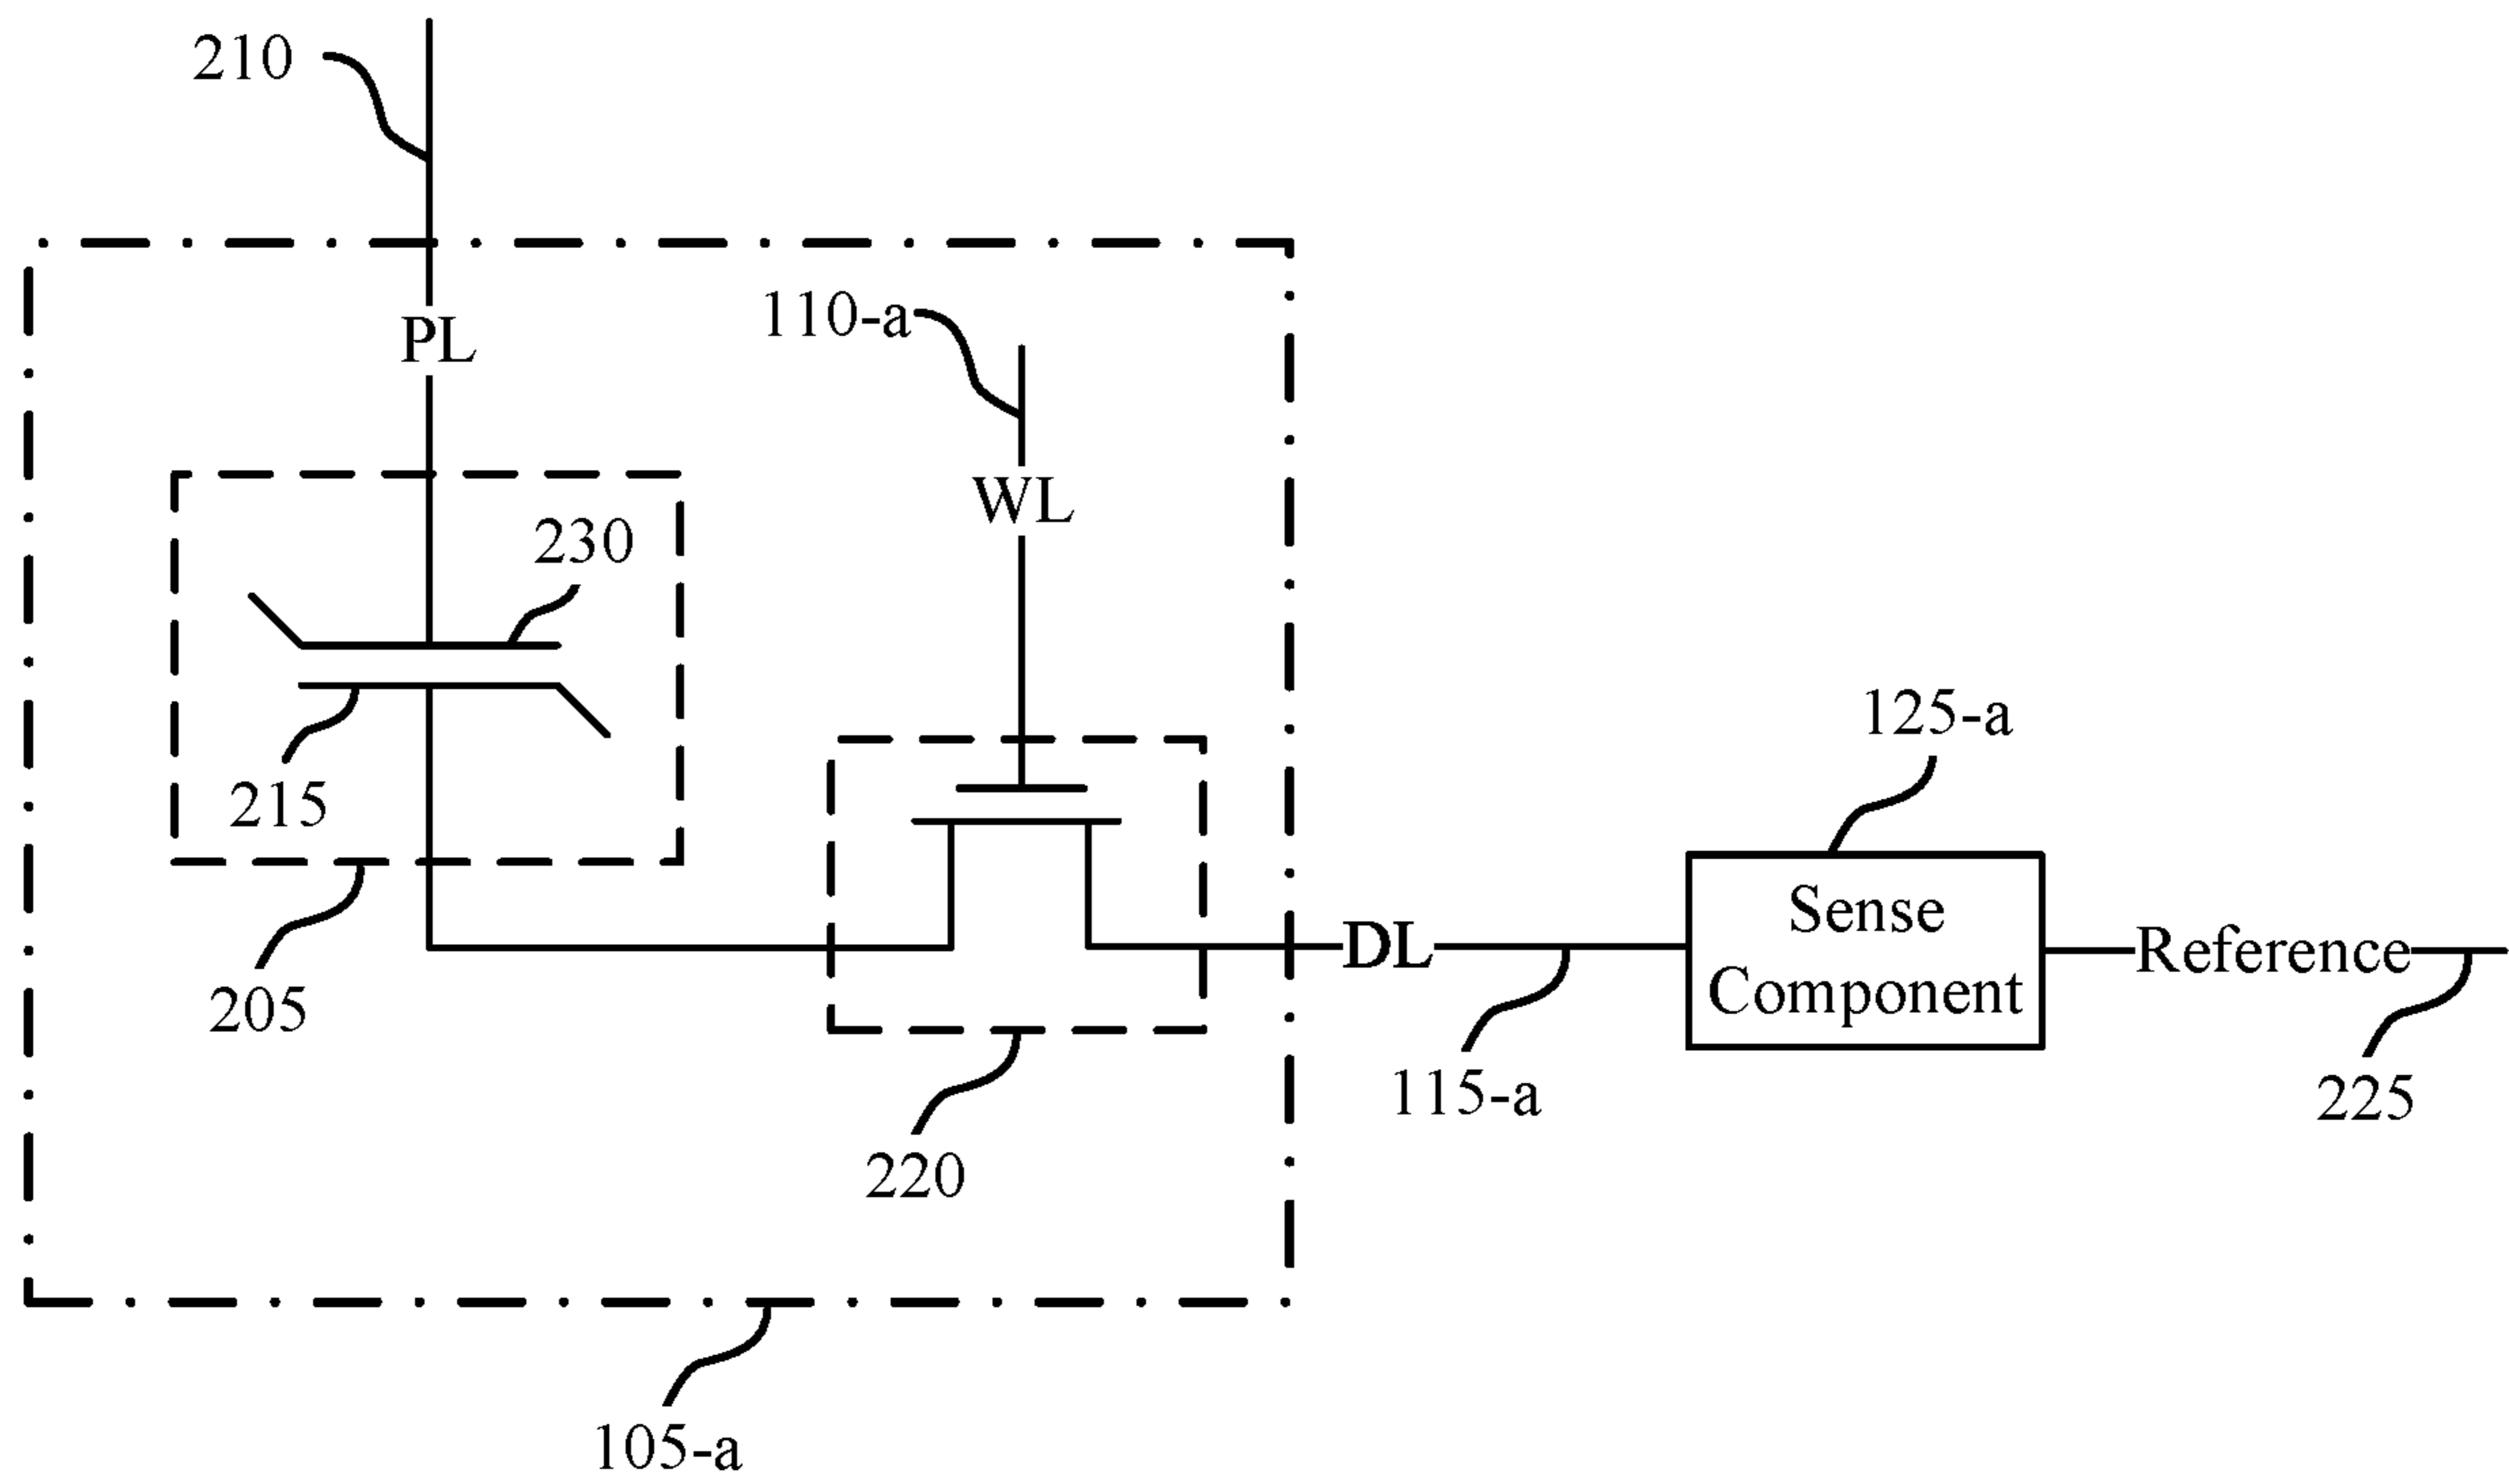 210
110-a
PL
WL
230
125-a
215
Sense
Component
DL
Reference
205
115-a
225
220
105-a